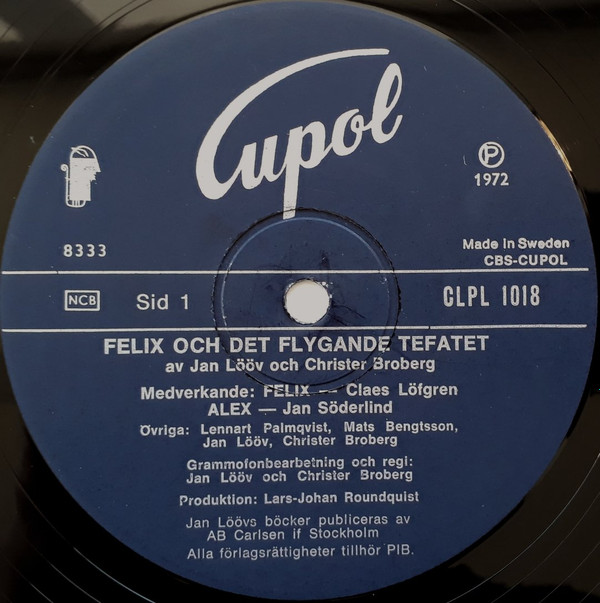 Cupol
Ⓟ
1972
8333
Made in Sweden
CBS-CUPOL
NCB
Sid 1
CLPL 1018
FELIX OCH DET FLYGANDE TEFATET
av Jan Lööv och Christer Broberg
Medverkande: FELIX — Claes Löfgren
ALEX — Jan Söderlind
Övriga: Lennart Palmqvist, Mats Bengtsson,
Jan Lööv, Christer Broberg
Grammofonbearbetning och regi:
Jan Lööv och Christer Broberg
Produktion: Lars-Johan Roundquist
Jan Löövs böcker publiceras av
AB Carlsen if Stockholm
Alla förlagsrättigheter tillhör PIB.